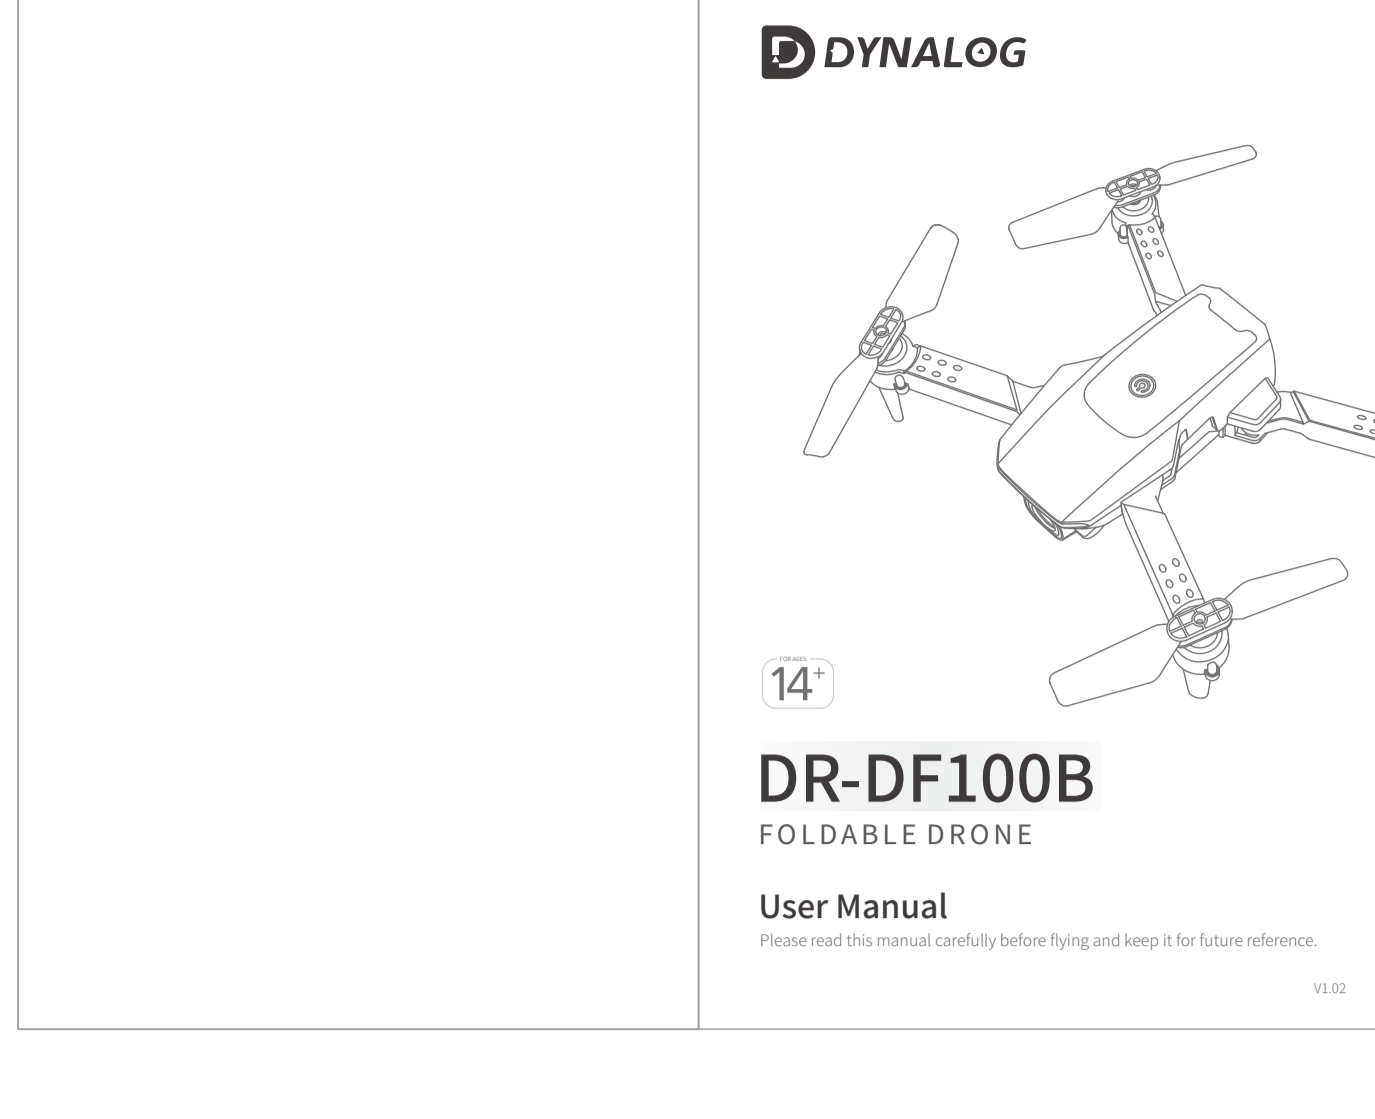 DYNALOG
FOR AGES
14+
DR-DF100B
FOLDABLE DRONE
User Manual
Please read this manual carefully before flying and keep it for future reference.
V1.02